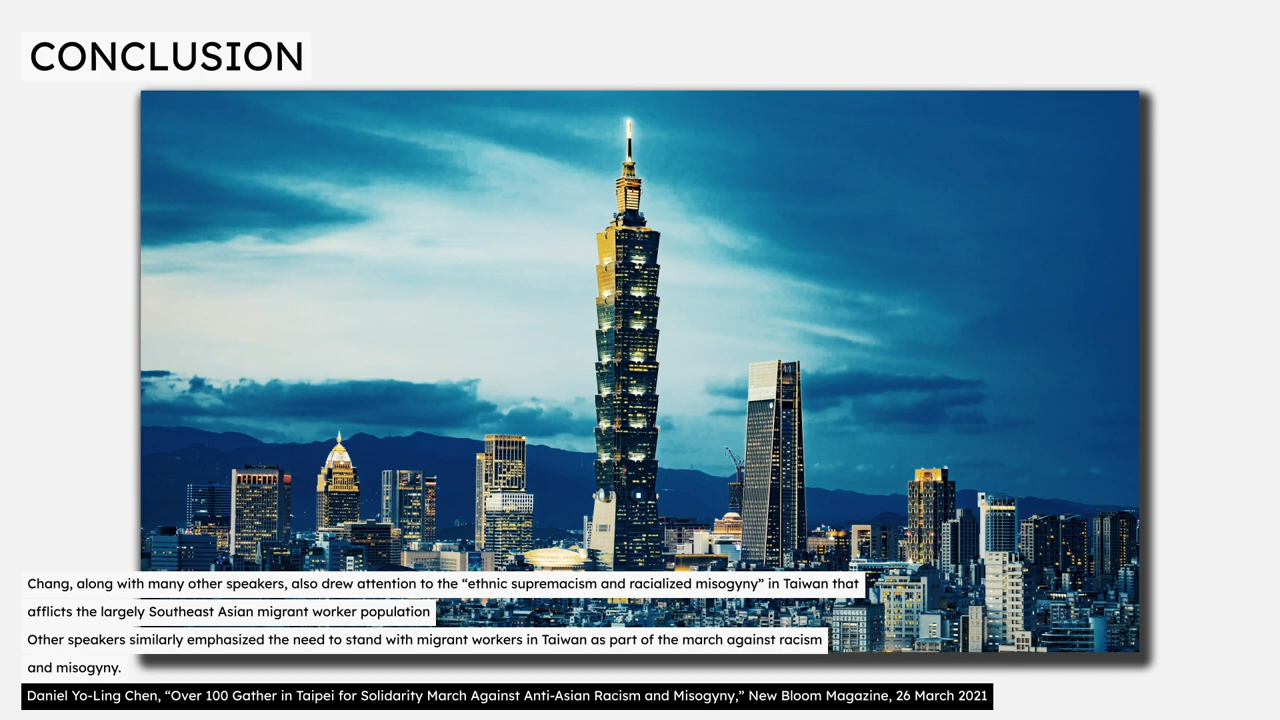 CONCLUSION
Chang, along with many other speakers, also drew attention to the “ethnic supremacism and racialized misogyny” in Taiwan that
afflicts the largely Southeast Asian migrant worker population
Other speakers similarly emphasized the need to stand with migrant workers in Taiwan as part of the march against racism
and misogyny.
Daniel Yo-Ling Chen, “Over 100 Gather in Taipei for Solidarity March Against Anti-Asian Racism and Misogyny,” New Bloom Magazine, 26 March 2021